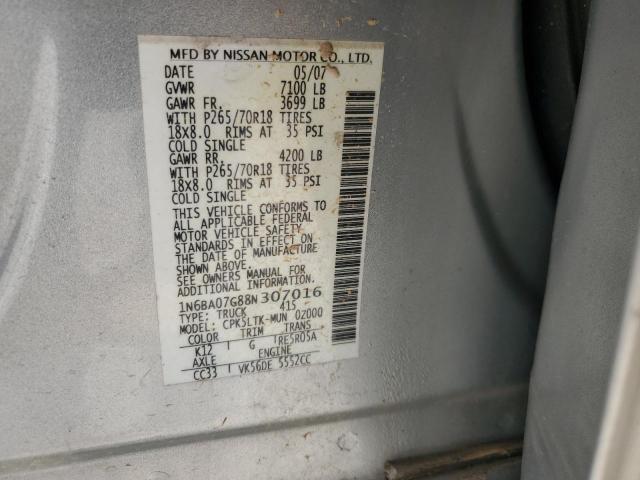 MFD BY NISSAN MOTOR CO., LTD.
DATE 05/07
GVWR 7100 LB
GAWR FR. 3699 LB
WITH P265/70R18 TIRES
18X8.0 RIMS AT 35 PSI
COLD SINGLE
GAWR RR. 4200 LB
WITH P265/70R18 TIRES
18X8.0 RIMS AT 35 PSI
COLD SINGLE
THIS VEHICLE CONFORMS TO
ALL APPLICABLE FEDERAL
MOTOR VEHICLE SAFETY
STANDARDS IN EFFECT ON
THE DATE OF MANUFACTURE
SHOWN ABOVE.
SEE OWNERS MANUAL FOR
ADDITIONAL INFORMATION
1N6BA07G88N307016
TYPE: TRUCK 415
MODEL: CPK5LTK-MUN 02000
COLOR TRIM TRANS
K12 G RE5R05A
AXLE ENGINE
CC33 VK56DE 5552CC